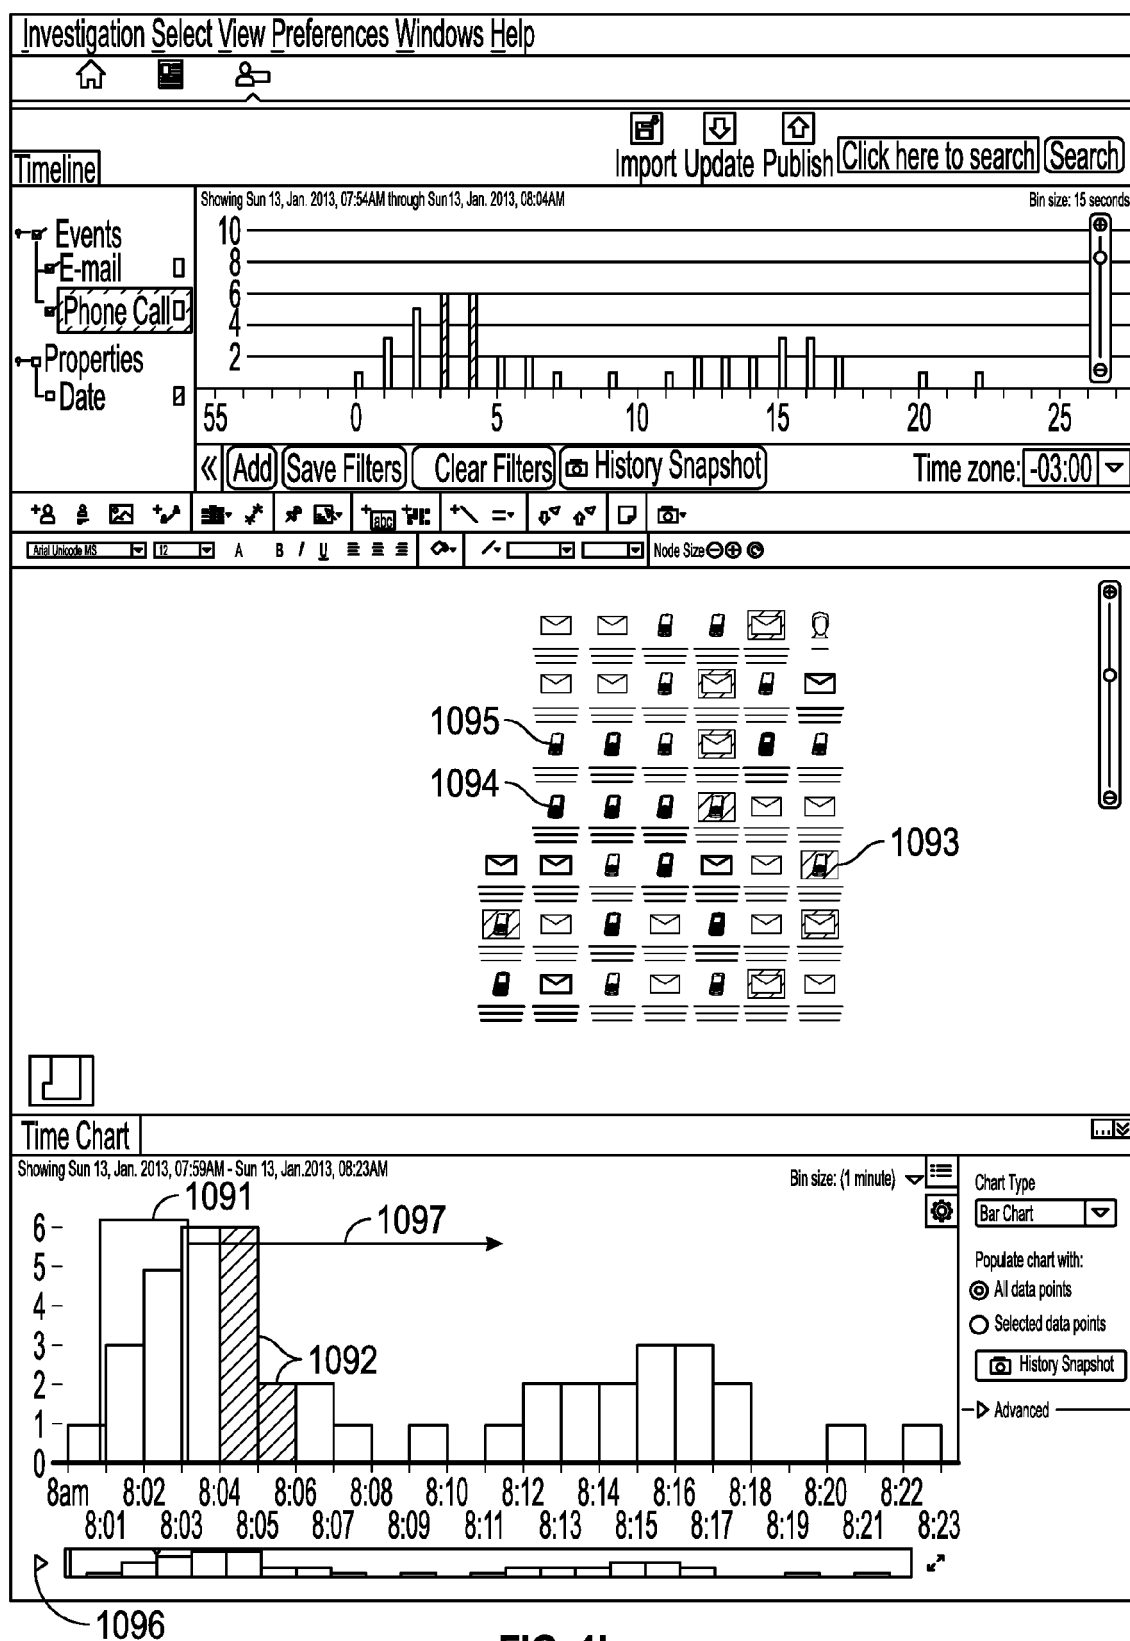 Investigation Select View Preferences Windows Help
Import Update Publish Click here to search Search
Timeline
Showing Sun 13, Jan. 2013, 07:54AM through Sun 13, Jan. 2013, 08:04AM
Bin size: 15 seconds
Events
E-mail
Phone Call
Properties
Date
10
8
6
4
2
55 0 5 10 15 20 25
« Add Save Filters Clear Filters History Snapshot Time zone: -03:00
abc
Arial Unicode MS 12 A B I U Node Size
1095
1094
1093
Time Chart
...
Showing Sun 13, Jan. 2013, 07:59AM - Sun 13, Jan.2013, 08:23AM
Bin size: (1 minute)
1091
1097
1092
6
5
4
3
2
1
0
8am 8:02 8:04 8:06 8:08 8:10 8:12 8:14 8:16 8:18 8:20 8:22
8:01 8:03 8:05 8:07 8:09 8:11 8:13 8:15 8:17 8:19 8:21 8:23
Chart Type
Bar Chart
Populate chart with:
All data points
Selected data points
History Snapshot
Advanced
1096